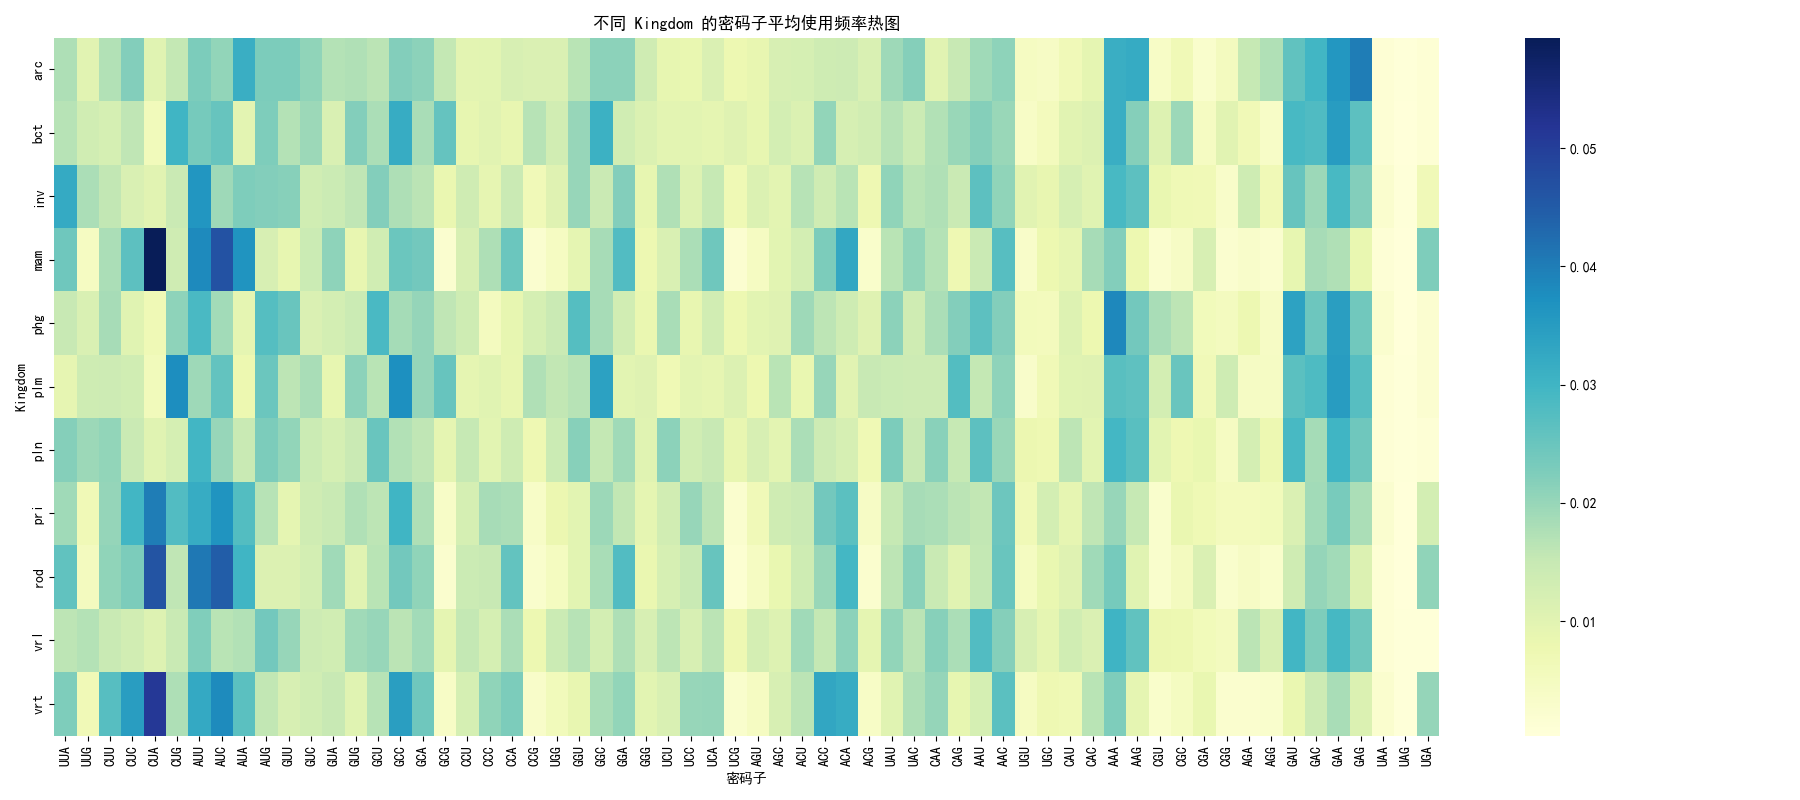 不同 Kingdom 的密码子平均使用频率热图
Kingdom
arc
bct
inv
mam
phg
plm
pln
pri
rod
vrl
vrt
UUA UUG CUU CUC CUA CUG AUU AUC AUA AUG GUU GUC GUA GUG GCU GCC GCA GCG CCU CCC CCA CCG UGG GGU GGC GGA GGG UCU UCC UCA UCG AGU AGC ACU ACC ACA ACG UAU UAC CAA CAG AAU AAC UGU UGC CAU CAC AAA AAG CGU CGC CGA CGG AGA AGG GAU GAC GAA GAG UAA UAG UGA
密码子
0.05
0.04
0.03
0.02
0.01